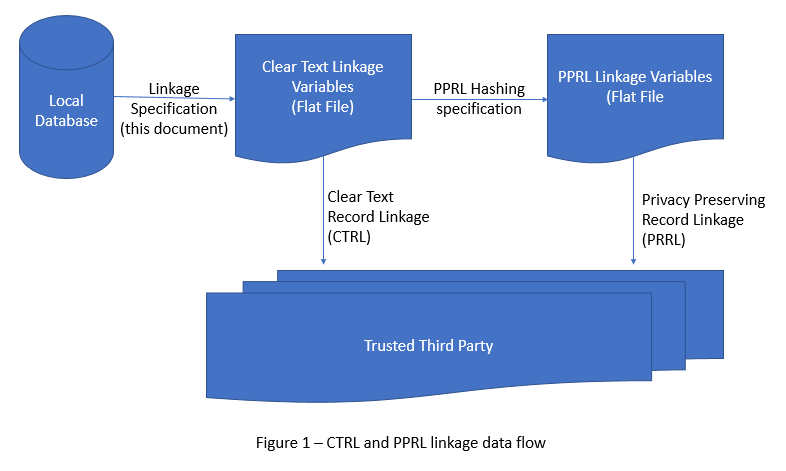 Local
Database
Linkage
Specification
(this document)
Clear Text Linkage
Variables
(Flat File)
PPRL Hashing
specification
PPRL Linkage Variables
(Flat File
Clear Text
Record Linkage
(CTRL)
Privacy Preserving
Record Linkage
(PRRL)
Trusted Third Party
Figure 1 – CTRL and PPRL linkage data flow